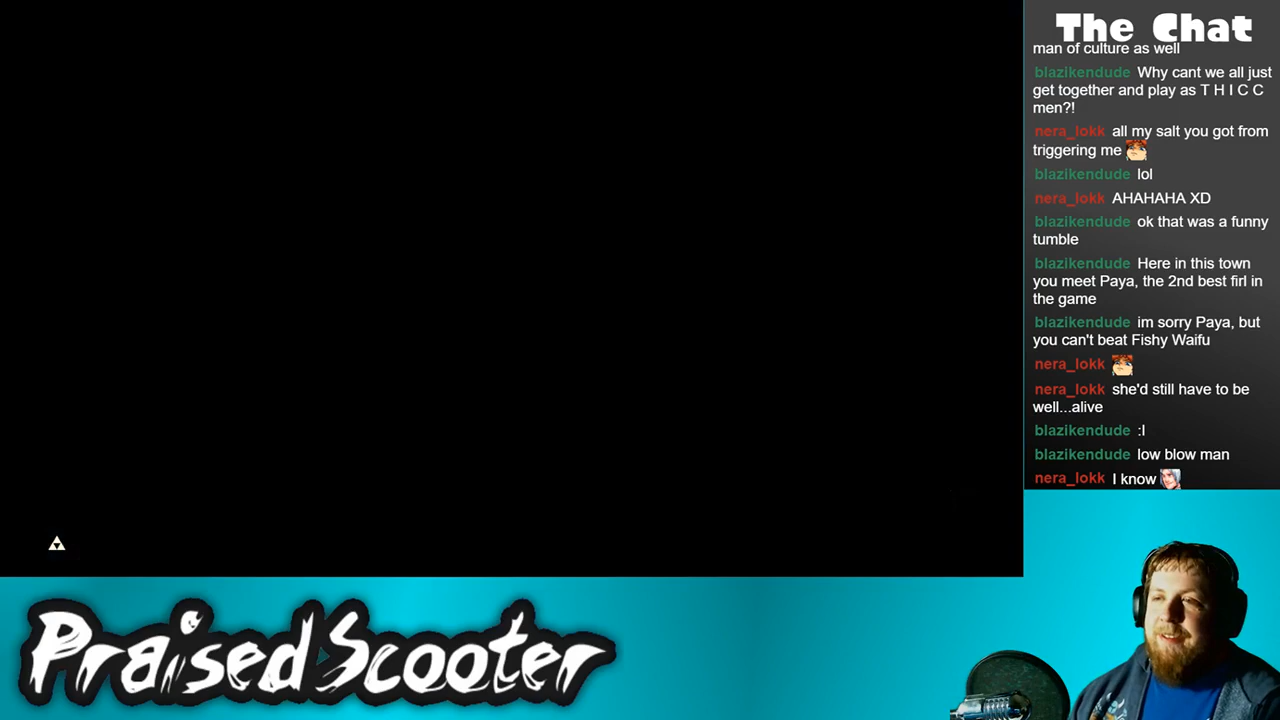 The Chat
man of culture as well
blazikendude Why cant we all just
get together and play as T H I C C
men?!
nera_lokk all my salt you got from
triggering me
blazikendude lol
nera_lokk AHAHAHA XD
blazikendude ok that was a funny
tumble
blazikendude Here in this town
you meet Paya, the 2nd best firl in
the game
blazikendude im sorry Paya, but
you can't beat Fishy Waifu
nera_lokk
nera_lokk she'd still have to be
well...alive
blazikendude :I
blazikendude low blow man
nera_lokk I know
PraisedScooter